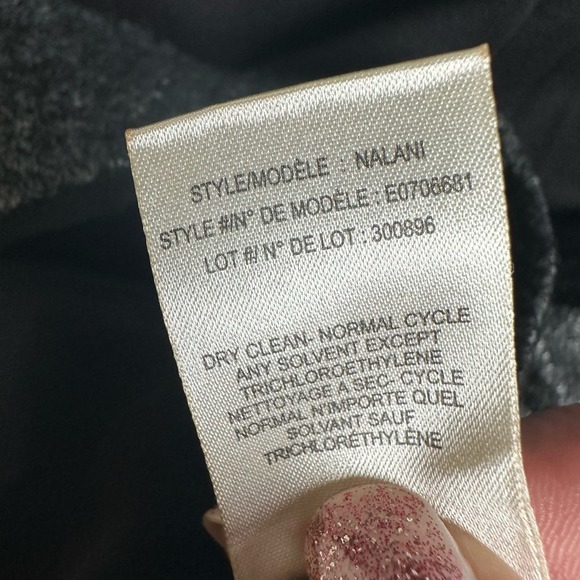 STYLE/MODÈLE : NALANI
STYLE #/N° DE MODÈLE : E0706681
LOT #/ N° DE LOT : 300896
DRY CLEAN- NORMAL CYCLE
ANY SOLVENT EXCEPT
TRICHLOROETHYLENE
NETTOYAGE A SEC- CYCLE
NORMAL N'IMPORTE QUEL
SOLVANT SAUF
TRICHLORÉTHYLÈNE